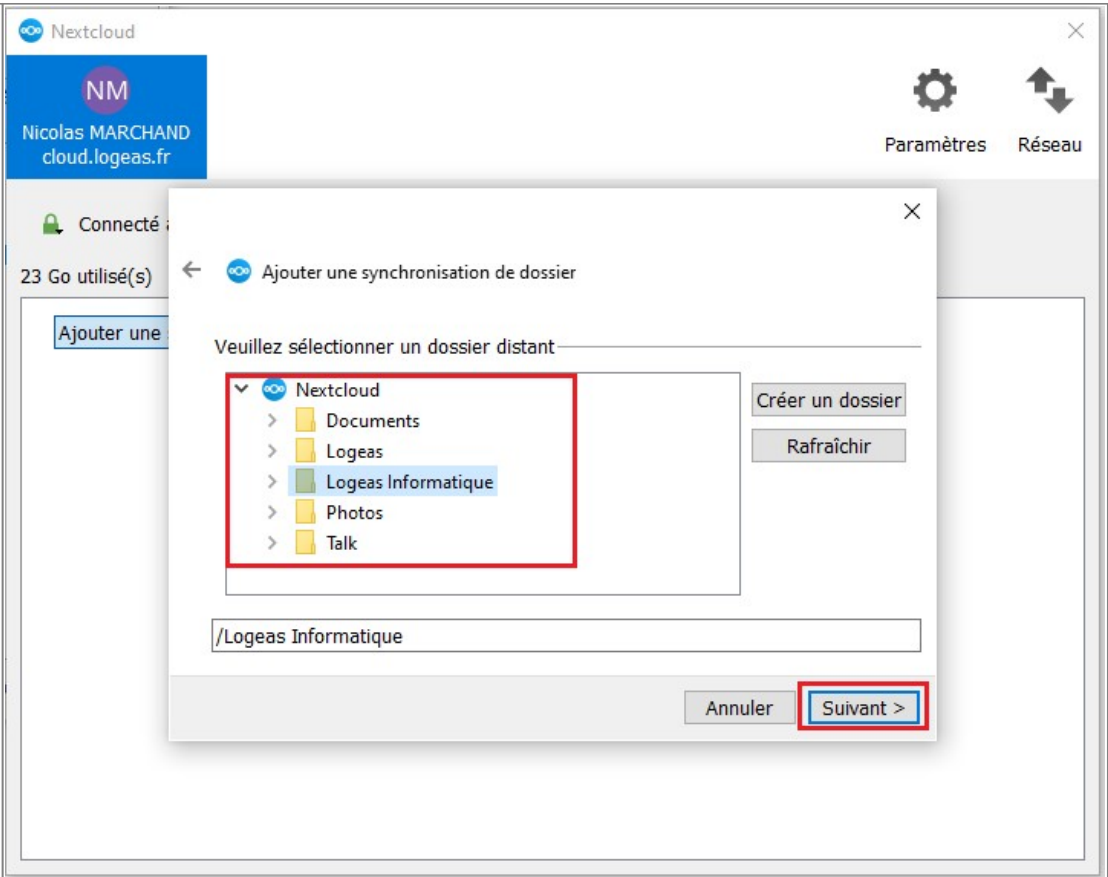 Nextcloud
NM
Nicolas MARCHAND
cloud.logeas.fr
Paramètres
Réseau
Connecté
23 Go utilisé(s)
Ajouter une
Ajouter une synchronisation de dossier
Veuillez sélectionner un dossier distant
Nextcloud
Documents
Logeas
Logeas Informatique
Photos
Talk
Créer un dossier
Rafraîchir
/Logeas Informatique
Annuler
Suivant >